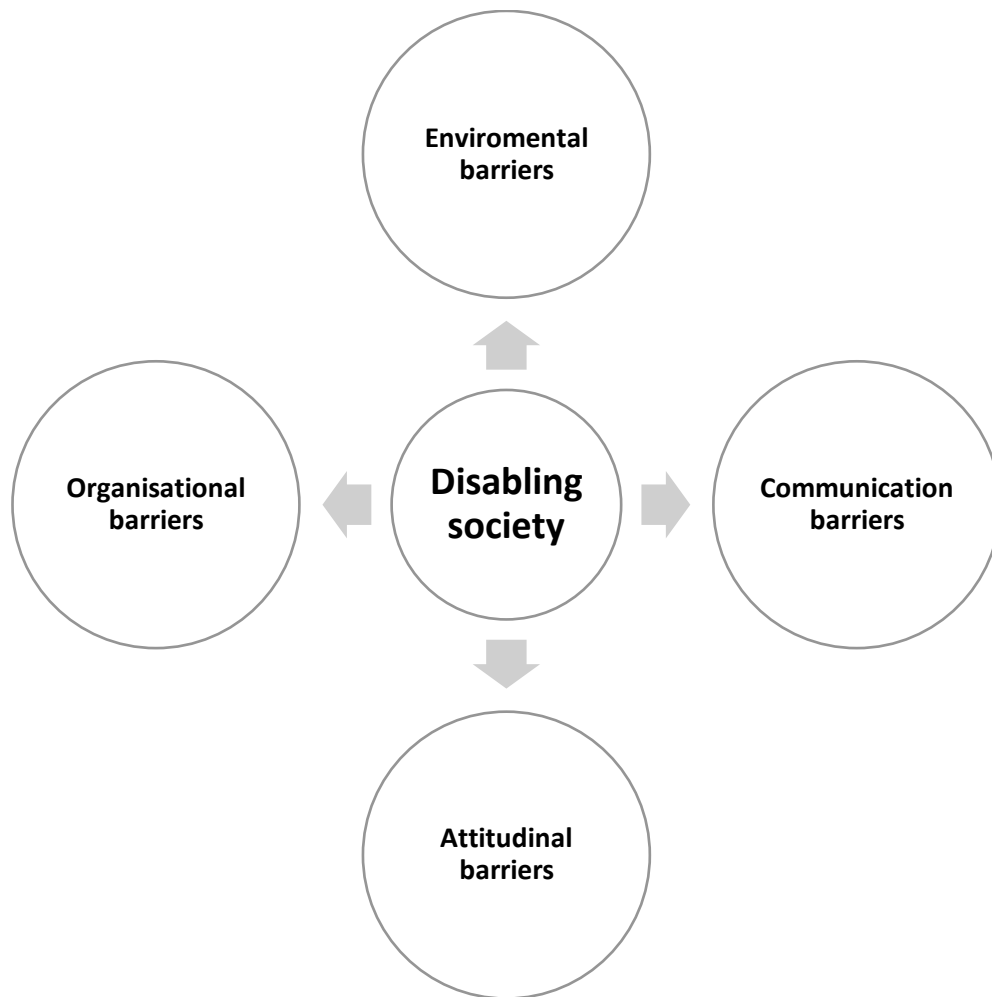 Enviromental
barriers
Organisational
barriers
Disabling
society
Communication
barriers
Attitudinal
barriers